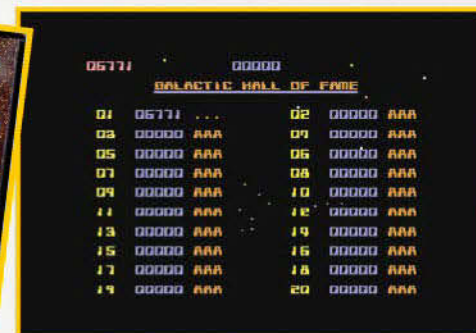 06771 00000
GALACTIC HALL OF FAME
01 06771 ... 02 00000 AAA
03 00000 AAA 04 00000 AAA
05 00000 AAA 06 00000 AAA
07 00000 AAA 08 00000 AAA
09 00000 AAA 10 00000 AAA
11 00000 AAA 12 00000 AAA
13 00000 AAA 14 00000 AAA
15 00000 AAA 16 00000 AAA
17 00000 AAA 18 00000 AAA
19 00000 AAA 20 00000 AAA